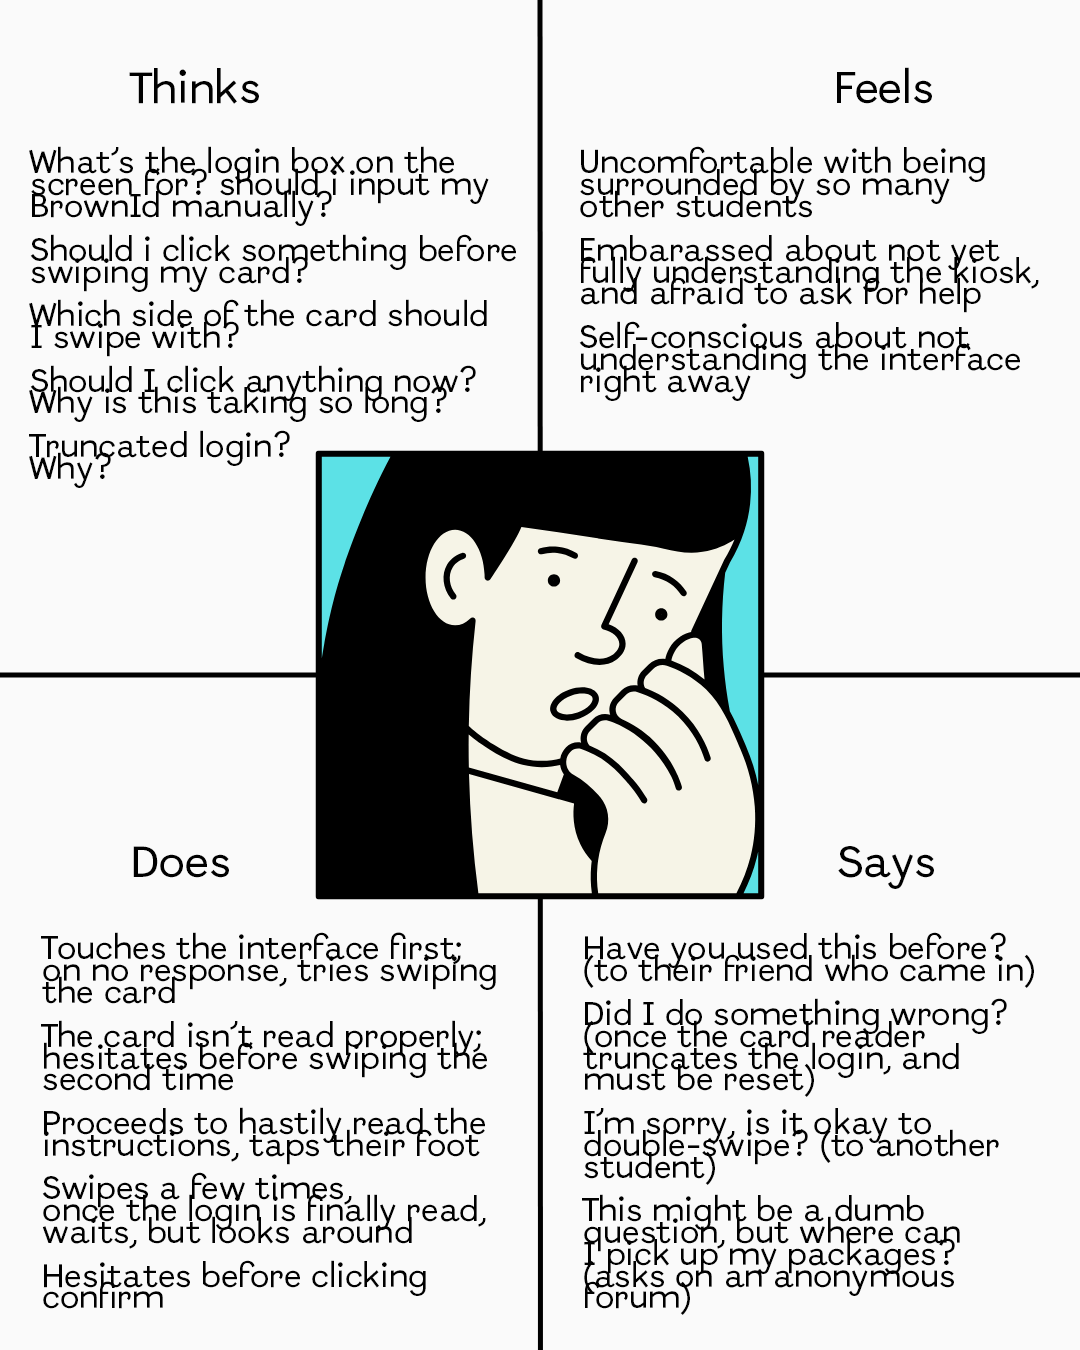 Thinks
What's the login box on the
screen for? should i input my
BrownId manually?
Should i click something before
swiping my card?
Which side of the card should
I swipe with?
Should I click anything now?
Why is this taking so long?
Truncated login?
Why?
Feels
Uncomfortable with being
surrounded by so many
other students
Embarassed about not yet
fully understanding the kiosk,
and afraid to ask for help
Self-conscious about not
understanding the interface
right away
Does
Touches the interface first;
on no response, tries swiping
the card
The card isn't read properly;
hesitates before swiping the
second time
Proceeds to hastily read the
instructions, taps their foot
Swipes a few times,
once the login is finally read,
waits, but looks around
Hesitates before clicking
confirm
Says
Have you used this before?
(to their friend who came in)
Did I do something wrong?
(once the card reader
truncates the login, and
must be reset)
I'm sorry, is it okay to
double-swipe? (to another
student)
This might be a dumb
question, but where can
I pick up my packages?
(asks on an anonymous
forum)